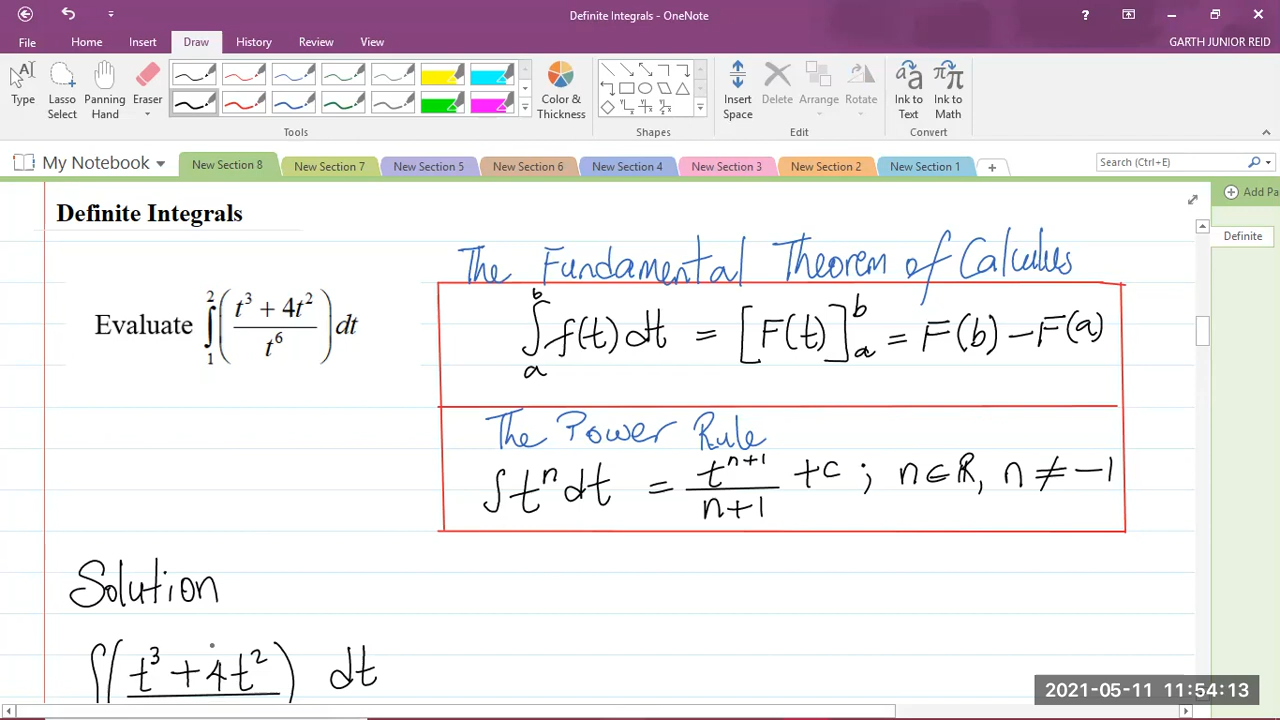 Definite Integrals - OneNote
File Home Insert Draw History Review View
GARTH JUNIOR REID
Type Lasso Select Panning Hand Eraser Color & Thickness Insert Space Delete Arrange Rotate Ink to Text Ink to Math
Tools Shapes Edit Convert
My Notebook New Section 8 New Section 7 New Section 5 New Section 6 New Section 4 New Section 3 New Section 2 New Section 1 Search (Ctrl+E)
Add Pa
Definite
Definite Integrals
The Fundamental Theorem of Calculus
Evaluate ∫₁² ( (t³ + 4t²) / t⁶ ) dt
∫ₐᵇ f(t) dt = [F(t)]ₐᵇ = F(b) − F(a)
The Power Rule
∫ tⁿ dt = tⁿ⁺¹ / (n+1) + c ; n ∈ ℝ, n ≠ −1
Solution
∫ ( t³ + 4t² ) dt
2021-05-11 11:54:13